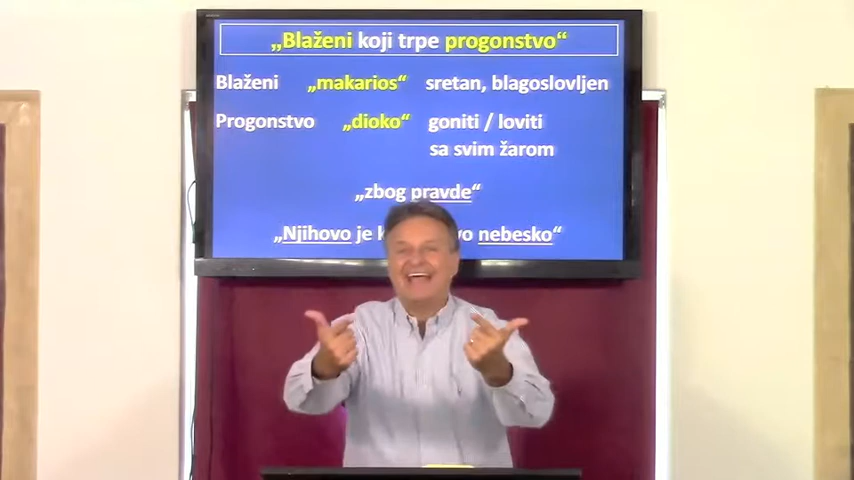 „Blaženi koji trpe progonstvo“
Blaženi „makarios“ sretan, blagoslovljen
Progonstvo „dioko“ goniti / loviti
sa svim žarom
„zbog pravde“
„Njihovo je nebesko“